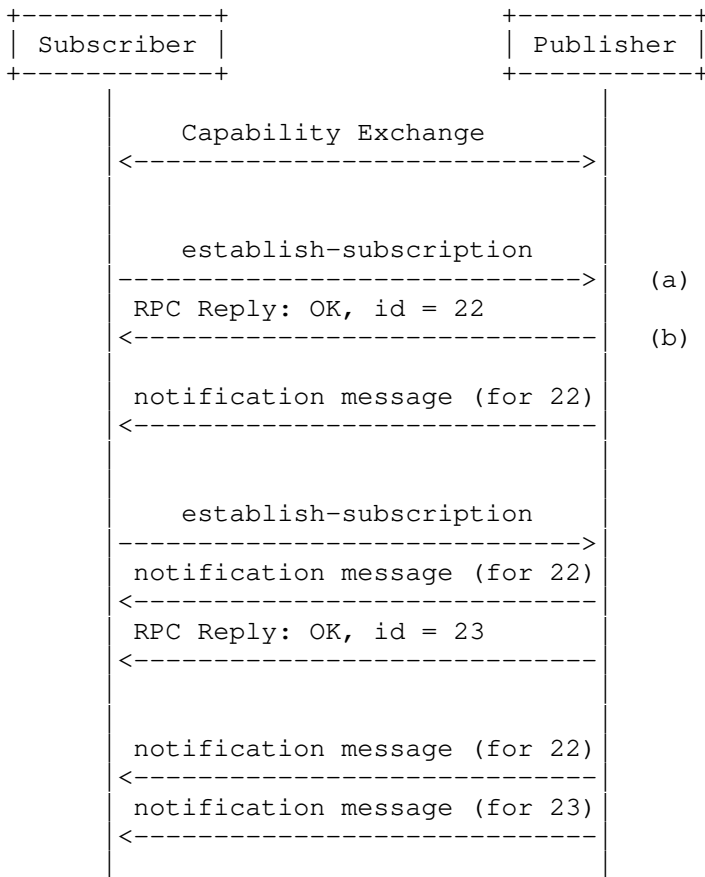 Subscriber Publisher
Capability Exchange
establish-subscription
(a)
RPC Reply: OK, id = 22
(b)
notification message (for 22)
establish-subscription
notification message (for 22)
RPC Reply: OK, id = 23
notification message (for 22)
notification message (for 23)